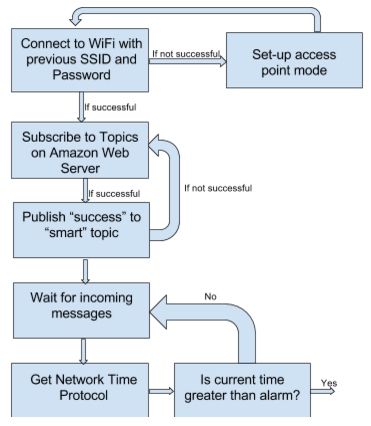 Connect to WiFi with
previous SSID and
Password
If not successful
Set-up access
point mode
If successful
Subscribe to Topics
on Amazon Web
Server
If successful
If not successful
Publish “success” to
“smart” topic
Wait for incoming
messages
No
Get Network Time
Protocol
Is current time
greater than alarm?
Yes